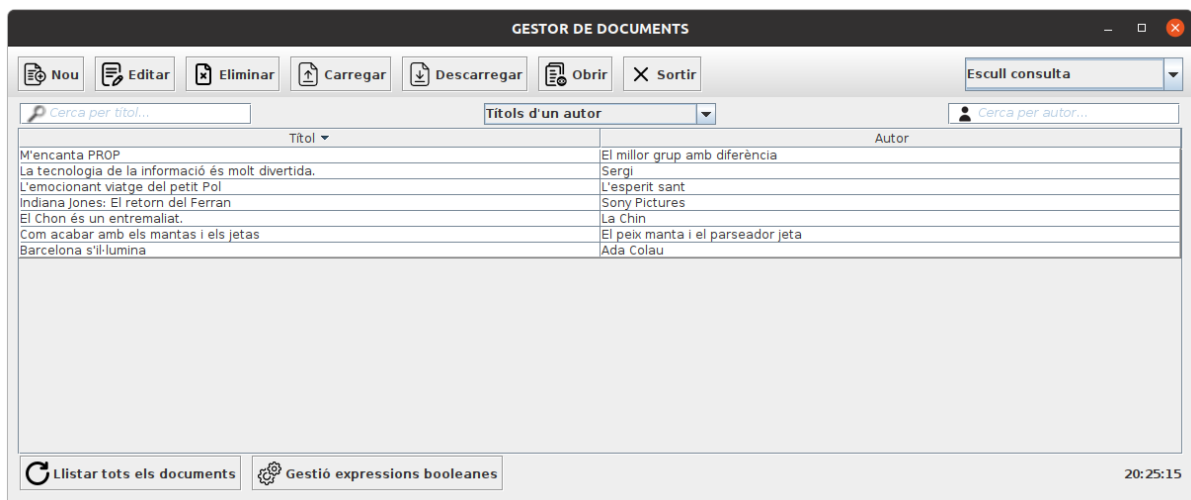 GESTOR DE DOCUMENTS
Nou Editar Eliminar Carregar Descarregar Obrir Sortir Escull consulta
Cerca per títol... Títols d'un autor Cerca per autor...
Títol Autor
M'encanta PROP El millor grup amb diferència
La tecnologia de la informació és molt divertida. Sergi
L'emocionant viatge del petit Pol L'esperit sant
Indiana Jones: El retorn del Ferran Sony Pictures
El Chon és un entremaliat. La Chin
Com acabar amb els mantas i els jetas El peix manta i el parseador jeta
Barcelona s'il·lumina Ada Colau
Llistar tots els documents Gestió expressions booleanes 20:25:15